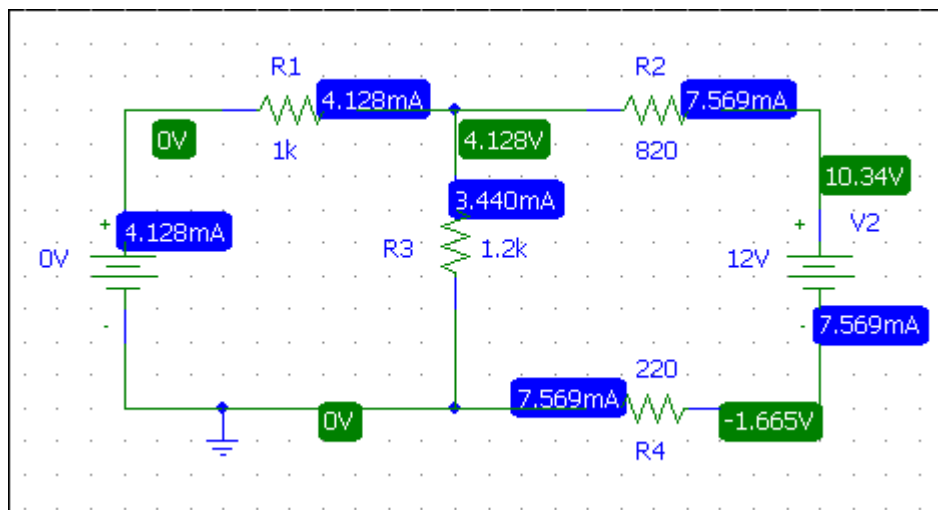 R1
R2
4.128mA
7.569mA
0V
1k
4.128V
820
10.34V
3.440mA
+
4.128mA
+
V2
R3
1.2k
0V
12V
-
-
7.569mA
220
7.569mA
0V
-1.665V
R4